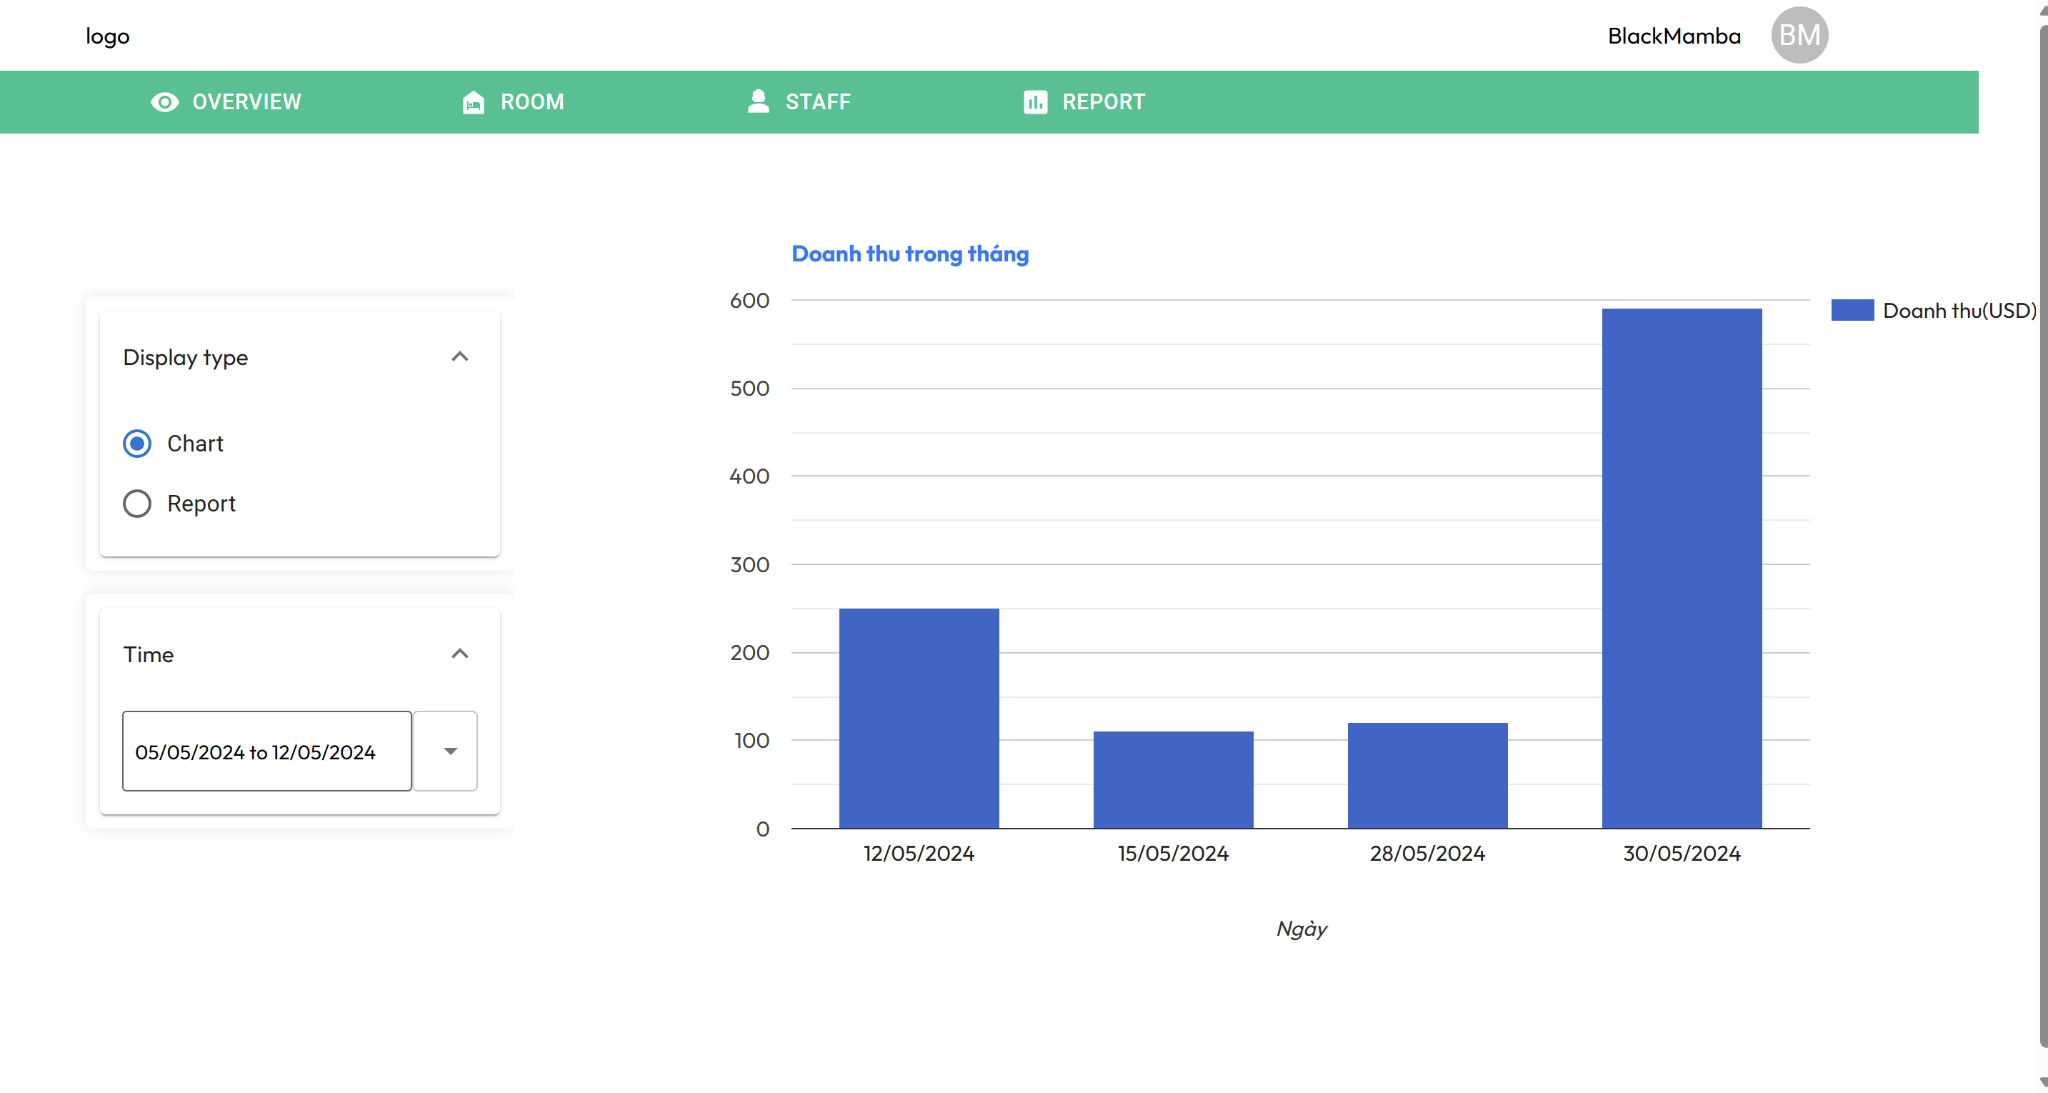 logo
BlackMamba
BM
OVERVIEW
ROOM
STAFF
REPORT
Display type
Chart
Report
Time
05/05/2024 to 12/05/2024
Doanh thu trong tháng
600
500
400
300
200
100
0
12/05/2024
15/05/2024
28/05/2024
30/05/2024
Ngày
Doanh thu(USD)